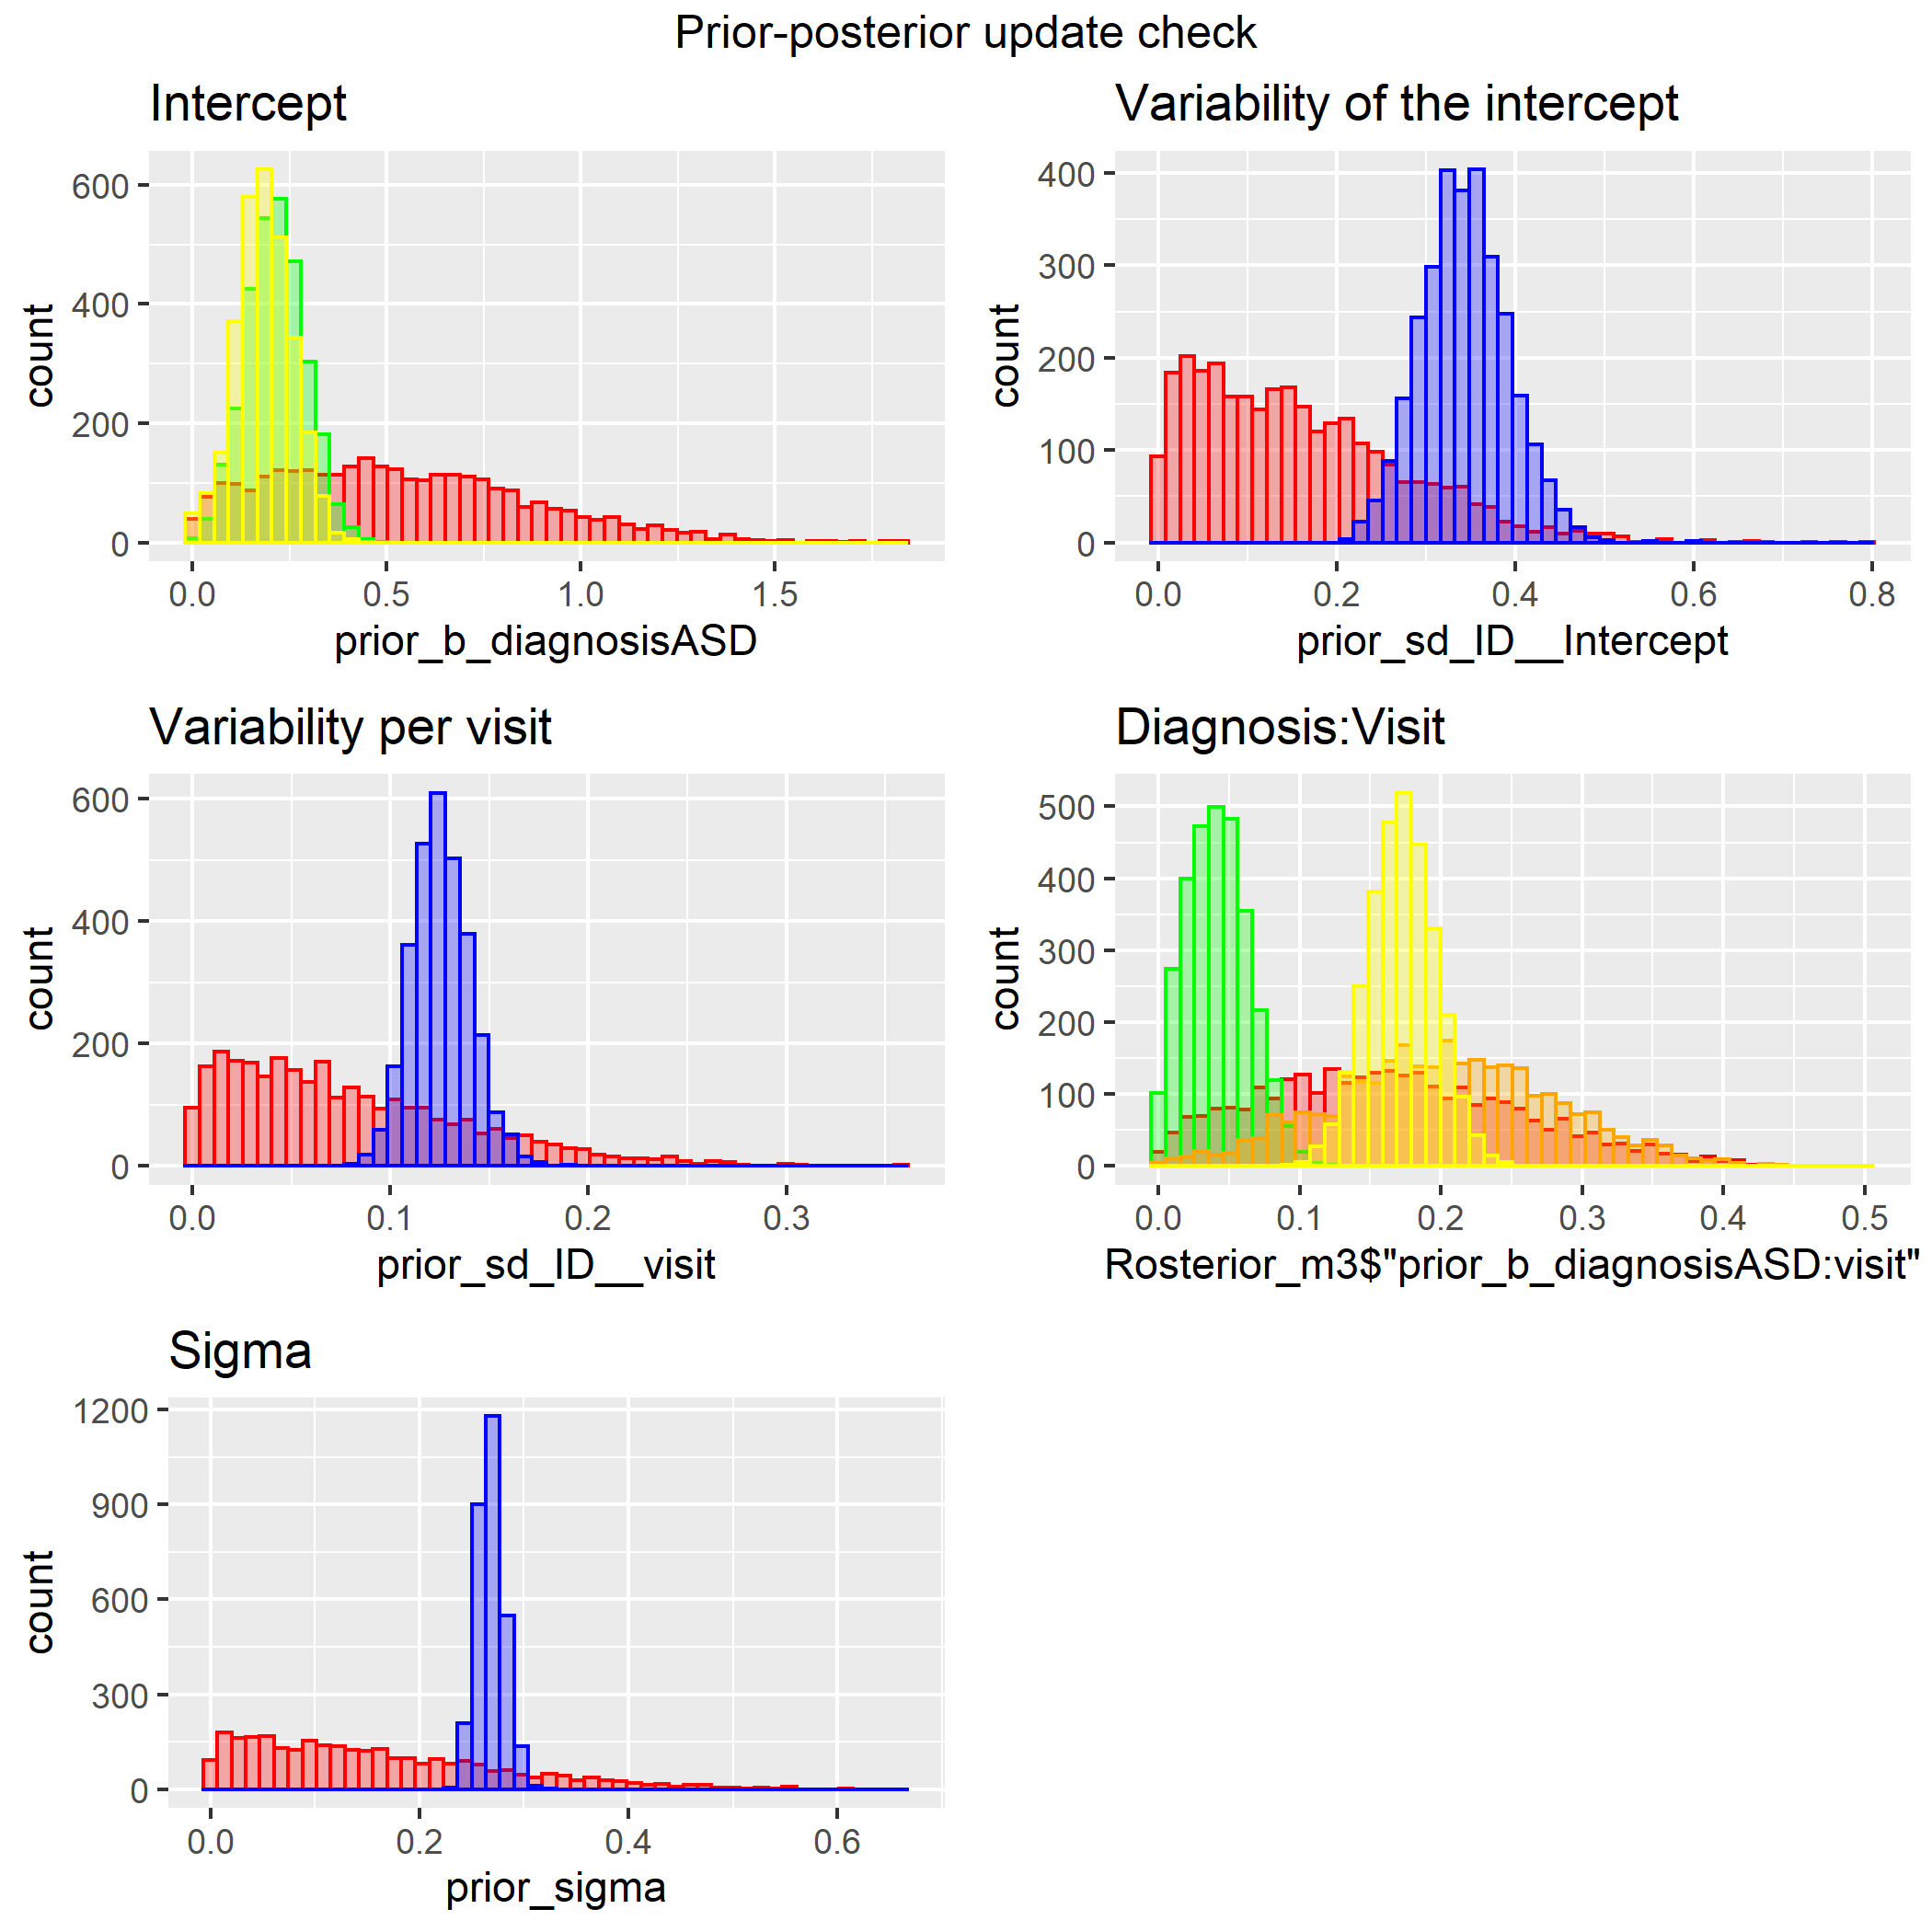 Prior-posterior update check
Intercept
600
400
200
0
count
0.0 0.5 1.0 1.5
prior_b_diagnosisASD
Variability of the intercept
400
300
200
100
0
count
0.0 0.2 0.4 0.6 0.8
prior_sd_ID__Intercept
Variability per visit
600
400
200
0
count
0.0 0.1 0.2 0.3
prior_sd_ID__visit
Diagnosis:Visit
500
400
300
200
100
0
count
0.0 0.1 0.2 0.3 0.4 0.5
Rosterior_m3$"prior_b_diagnosisASD:visit"
Sigma
1200
900
600
300
0
count
0.0 0.2 0.4 0.6
prior_sigma